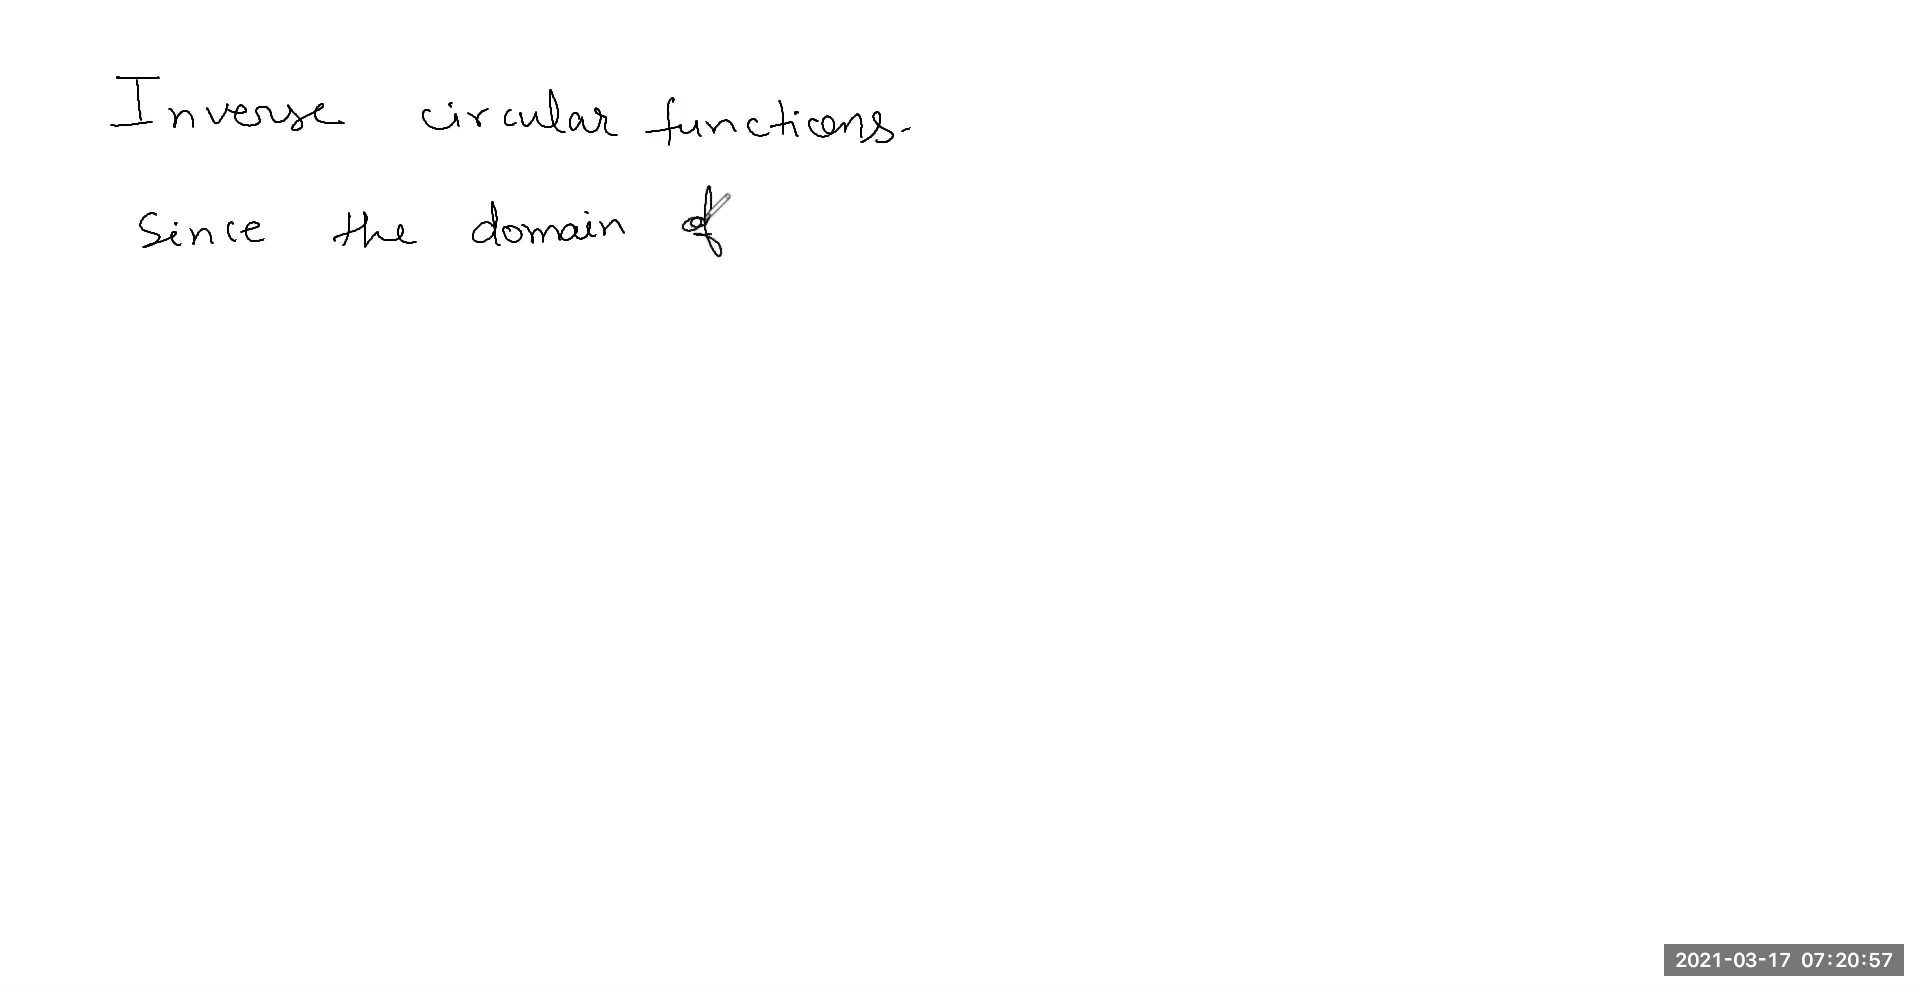 Inverse circular functions.
Since the domain of
2021-03-17 07:20:57